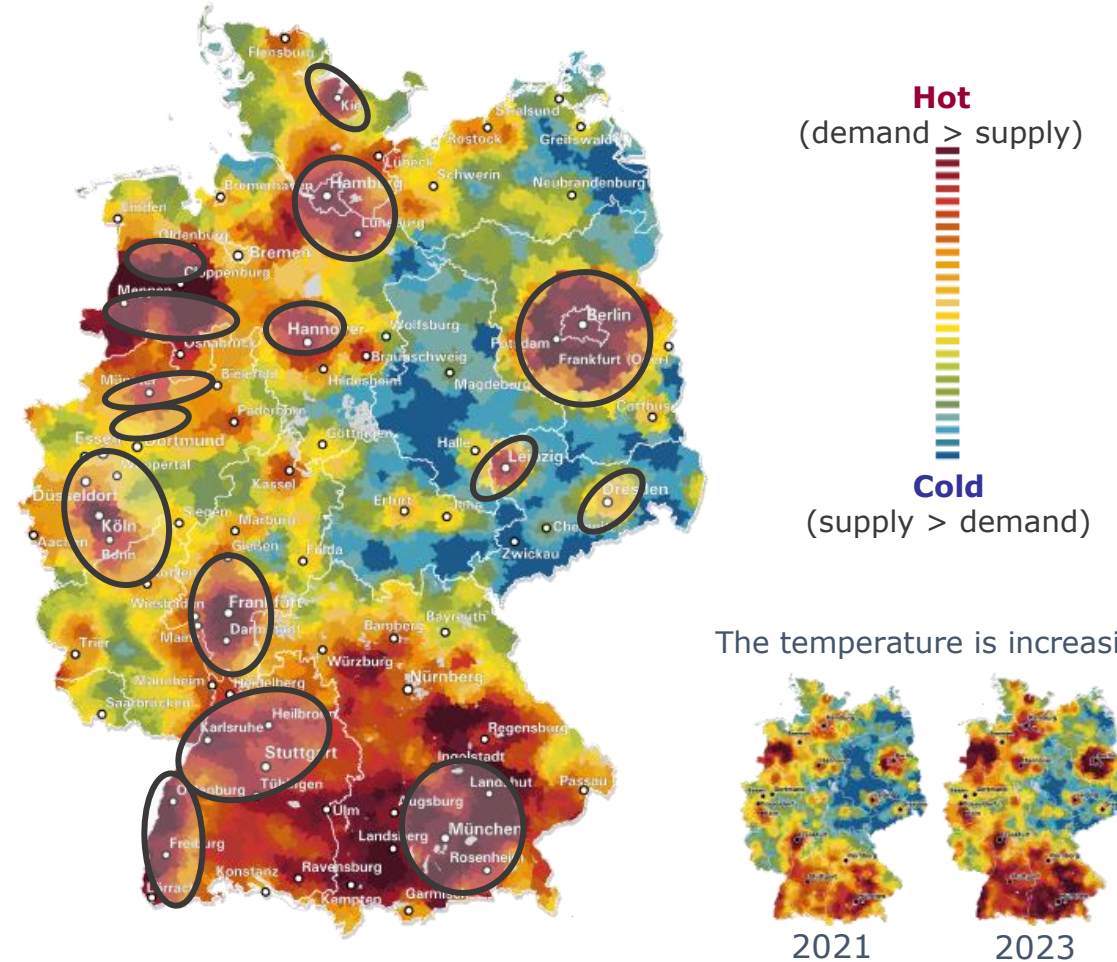 Flensburg
Kiel
Stralsund
Rostock
Greifswald
Lübeck
Schwerin
Bremerhaven
Hamburg
Neubrandenburg
Emden
Lüneburg
Oldenburg
Bremen
Cloppenburg
Meppen
Hannover
Wolfsburg
Berlin
Potsdam
Osnabrück
Braunschweig
Frankfurt (Oder)
Münster
Bielefeld
Hildesheim
Magdeburg
Cottbus
Paderborn
Essen
Dortmund
Göttingen
Halle
Leipzig
Wuppertal
Kassel
Düsseldorf
Dresden
Erfurt
Jena
Köln
Siegen
Marburg
Chemnitz
Aachen
Bonn
Gießen
Fulda
Zwickau
Wiesbaden
Frankfurt
Bayreuth
Mainz
Darmstadt
Bamberg
Trier
Würzburg
Mannheim
Heidelberg
Nürnberg
Saarbrücken
Heilbronn
Karlsruhe
Regensburg
Stuttgart
Ingolstadt
Offenburg
Tübingen
Landshut
Passau
Ulm
Augsburg
Freiburg
Landsberg
München
Rosenheim
Konstanz
Ravensburg
Lörrach
Kempten
Garmisch
Hot
(demand > supply)
Cold
(supply > demand)
The temperature is increasi
2021
2023